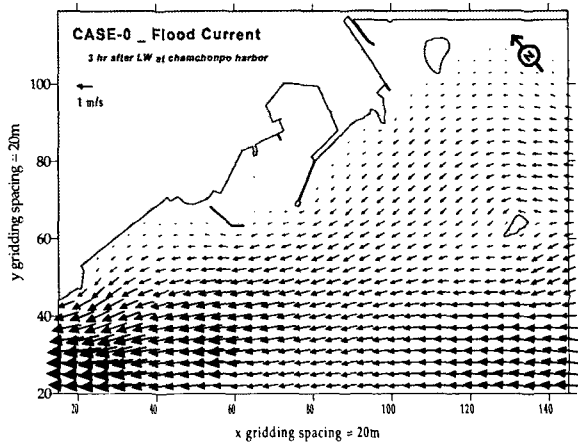 CASE-0 _ Flood Current
3 hr after LW at chamchonpo harbor
1 m/s
N
y gridding spacing = 20m
100
80
60
40
20
20 40 60 80 100 120 140
x gridding spacing = 20m